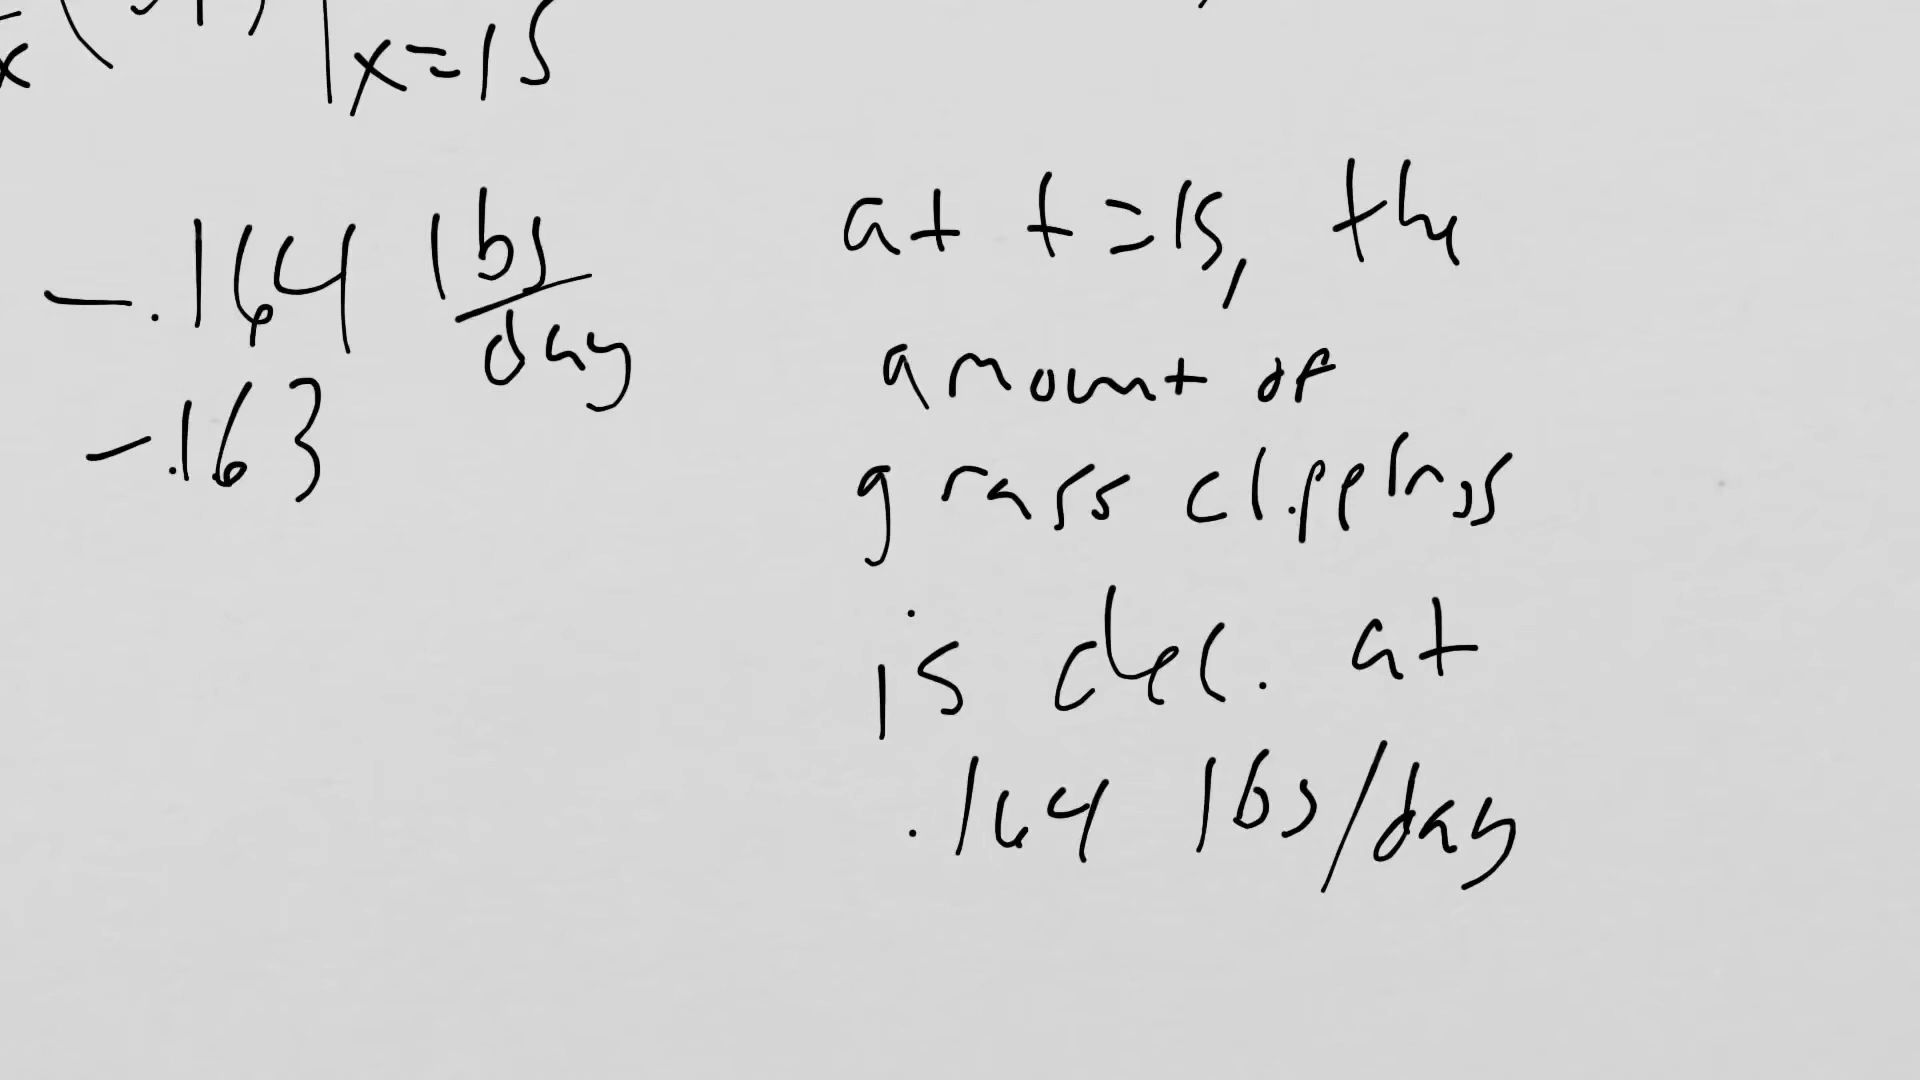 x=15
-.164 lbs/day
-.163
at t=15, the
amount of
grass clippings
is dec. at
.164 lbs/day